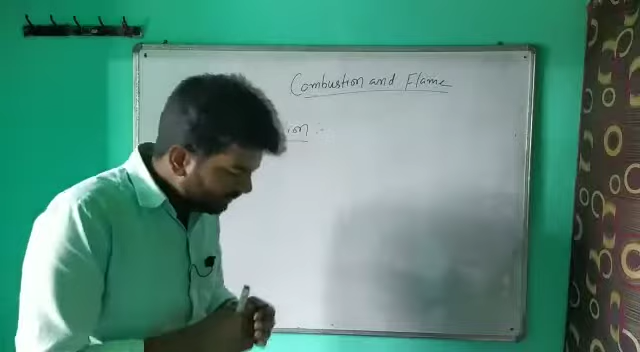 Combustion and Flame
ion :-